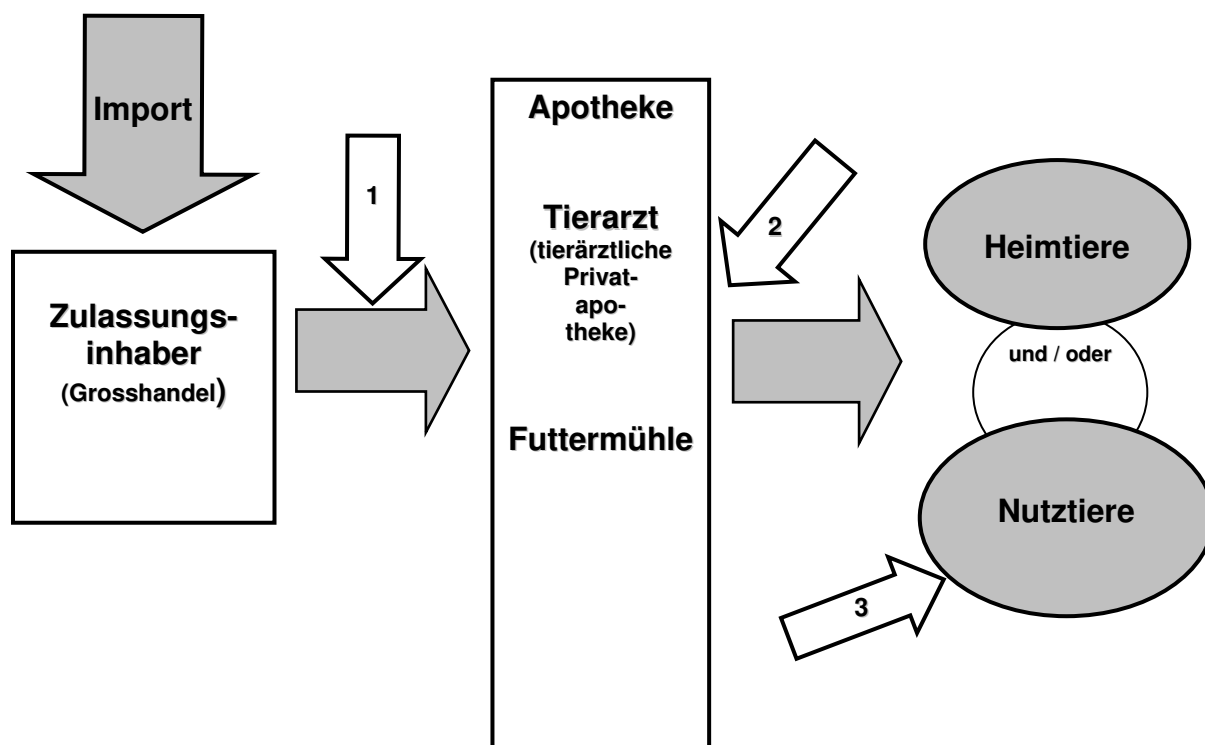 Import
Zulassungs-
inhaber
(Grosshandel)
1
Apotheke
Tierarzt
(tierärztliche
Privat-
apo-
theke)
Futtermühle
2
Heimtiere
und / oder
Nutztiere
3